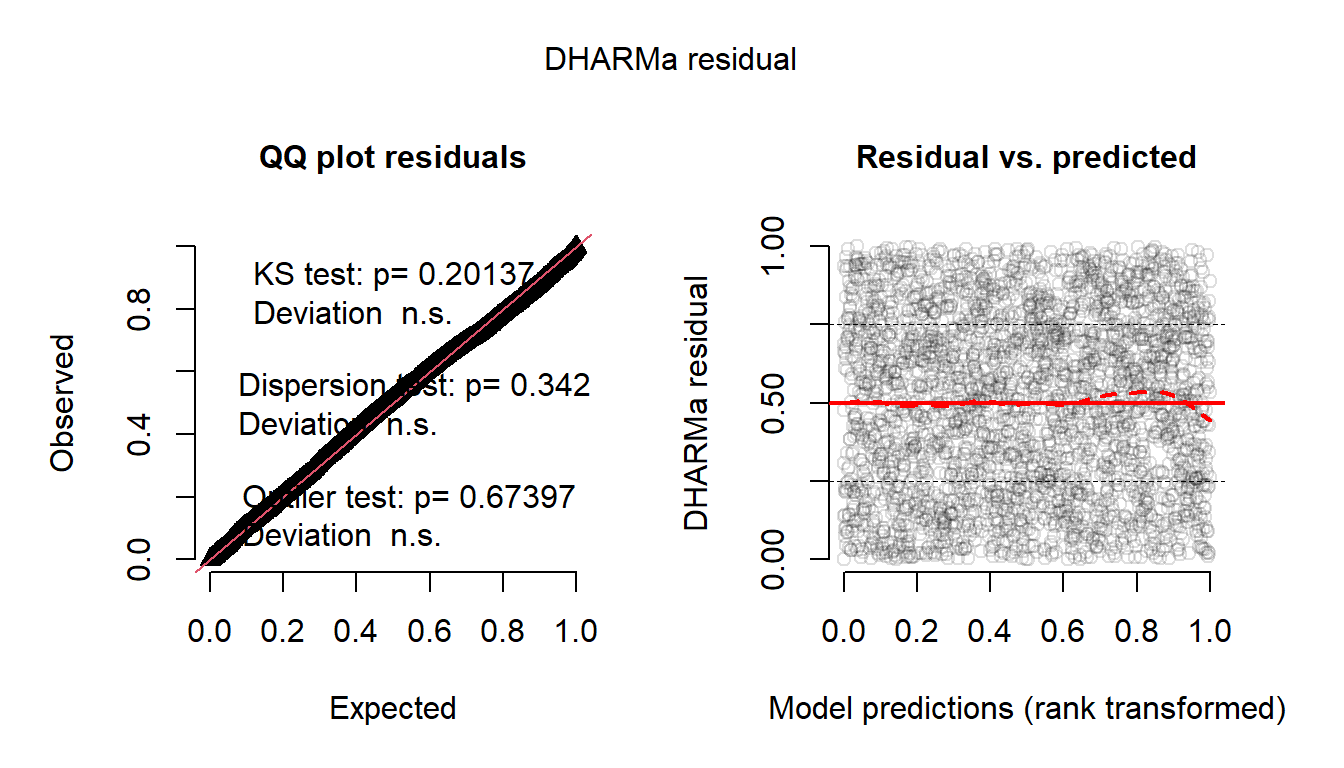 DHARMa residual
QQ plot residuals
KS test: p= 0.20137
Deviation  n.s.
Dispersion test: p= 0.342
Deviation  n.s.
Outlier test: p= 0.67397
Deviation  n.s.
Observed
0.0 0.4 0.8
0.0 0.2 0.4 0.6 0.8 1.0
Expected
Residual vs. predicted
DHARMa residual
0.00 0.50 1.00
0.0 0.2 0.4 0.6 0.8 1.0
Model predictions (rank transformed)